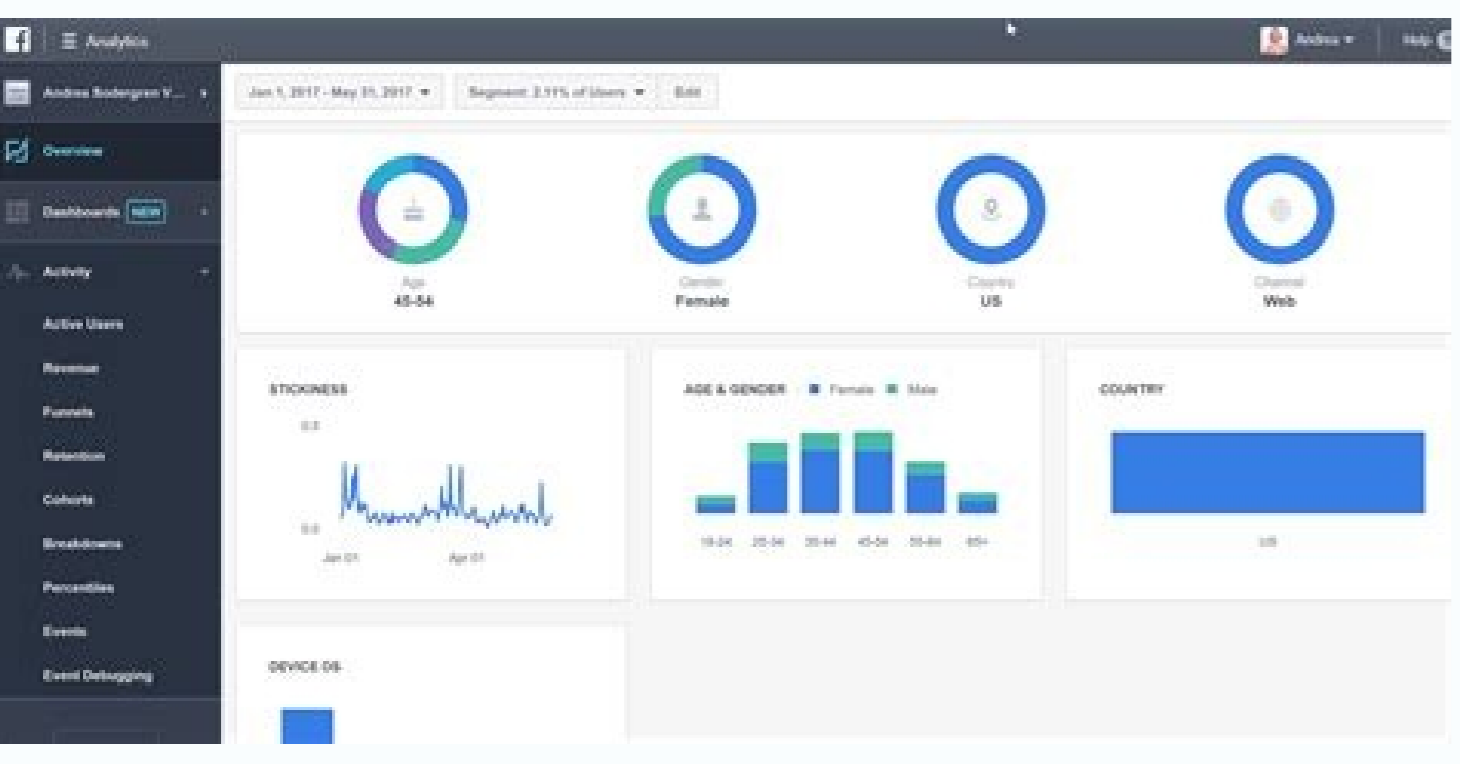 Analytics
Andrea
Help
Andrea Bodergren V...
Jan 1, 2017 - May 31, 2017
Segment: 2.11% of Users
Edit
Overview
Dashboards NEW
Activity
Active Users
Revenue
Funnels
Retention
Cohorts
Breakdowns
Percentiles
Events
Event Debugging
Age
45-54
Gender
Female
Country
US
Channel
Web
STICKINESS
0.0
Jan 01
Apr 01
AGE & GENDER
Female
Male
18-24
25-34
35-44
45-54
55-64
65+
COUNTRY
US
DEVICE OS